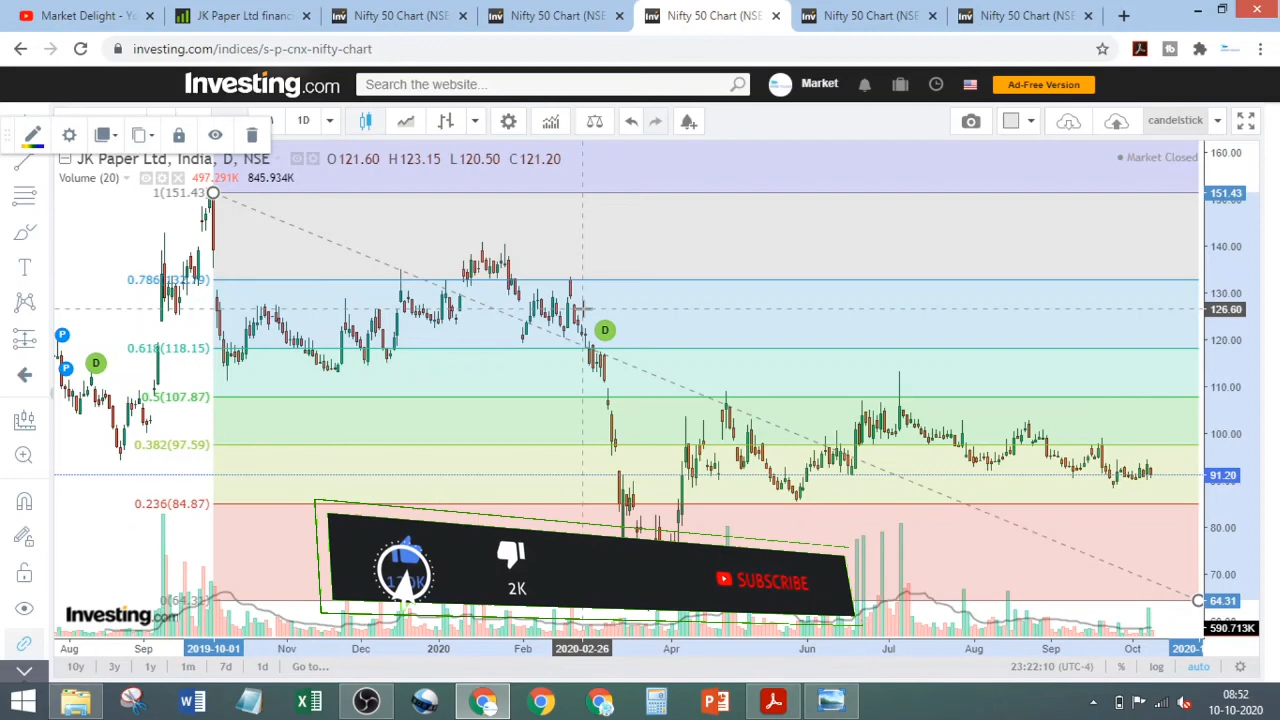 Market Delight - Yo
JK Paper Ltd financ
Nifty 50 Chart (NSE
Nifty 50 Chart (NSE
Nifty 50 Chart (NSE
Nifty 50 Chart (NSE
Nifty 50 Chart (NSE
investing.com/indices/s-p-cnx-nifty-chart
Investing.com
Search the website...
Market
Ad-Free Version
1D
candelstick
JK Paper Ltd, India, D, NSE
O121.60 H123.15 L120.50 C121.20
Market Closed
Volume (20)
497.291K 845.934K
160.00
1(151.43)
151.43
140.00
0.786(132.79)
130.00
126.60
D
P
120.00
0.618(118.15)
D
P
110.00
0.5(107.87)
100.00
0.382(97.59)
91.20
0.236(84.87)
80.00
70.00
2K
SUBSCRIBE
0(64.31)
64.31
Investing.com
590.713K
Aug Sep 2019-10-01 Nov Dec 2020 Feb 2020-02-26 Apr Jun Jul Aug Sep Oct 2020-1
10y 3y 1y 1m 7d 1d Go to...
23:22:10 (UTC-4) % log auto
08:52
10-10-2020